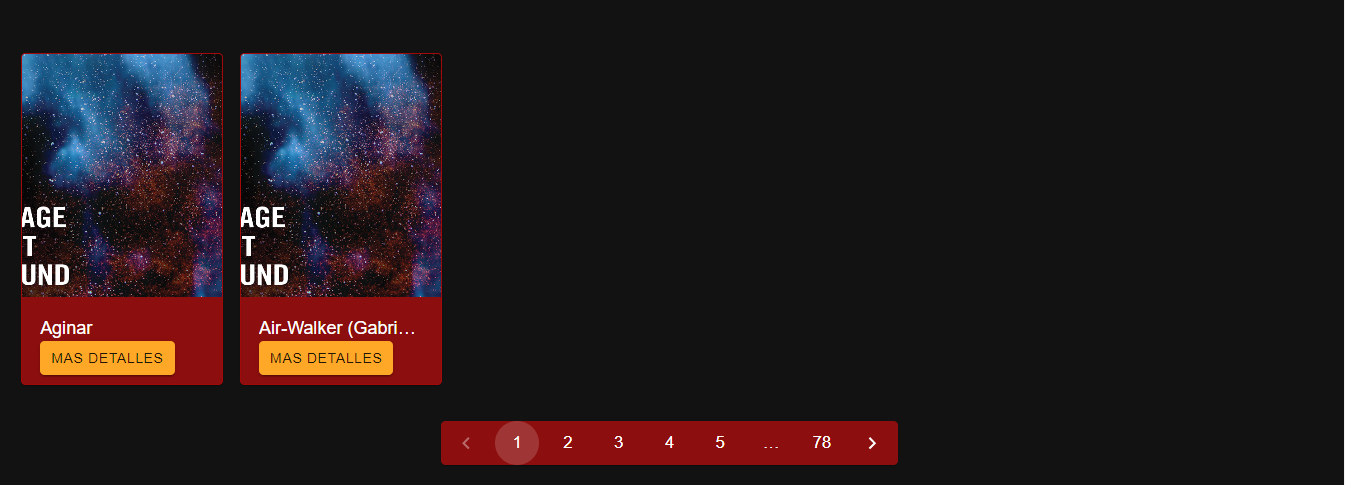 AGE
T
UND
AGE
T
UND
Aginar
Air-Walker (Gabri...
MAS DETALLES
MAS DETALLES
1 2 3 4 5 ... 78